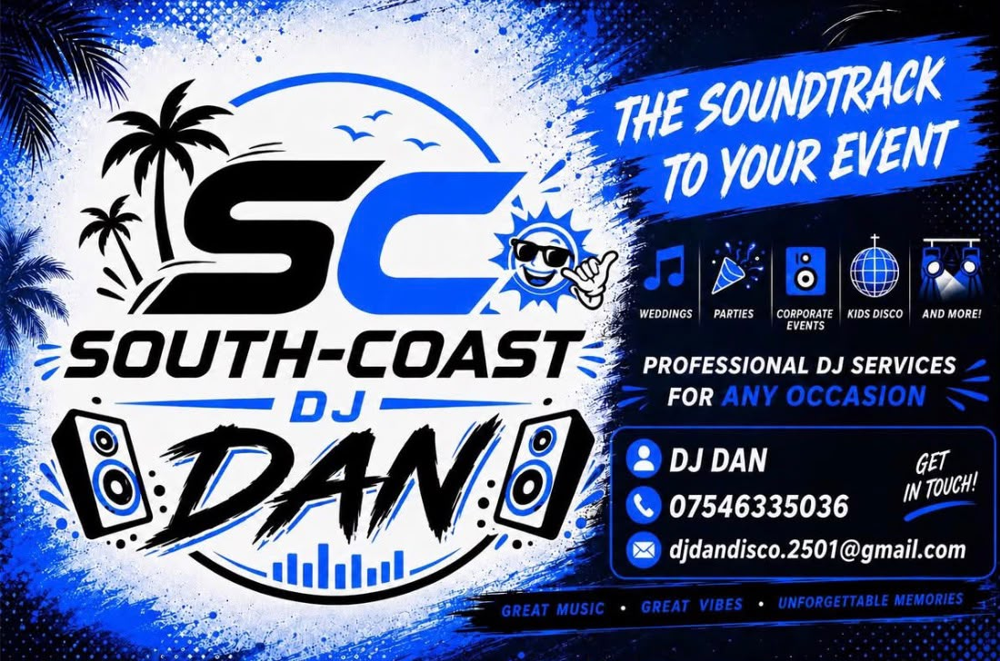 SC
SOUTH-COAST
DJ
DAN
THE SOUNDTRACK
TO YOUR EVENT
WEDDINGS
PARTIES
CORPORATE
EVENTS
KIDS DISCO
AND MORE!
PROFESSIONAL DJ SERVICES
FOR ANY OCCASION
DJ DAN
07546335036
djdandisco.2501@gmail.com
GET
IN TOUCH!
GREAT MUSIC • GREAT VIBES • UNFORGETTABLE MEMORIES